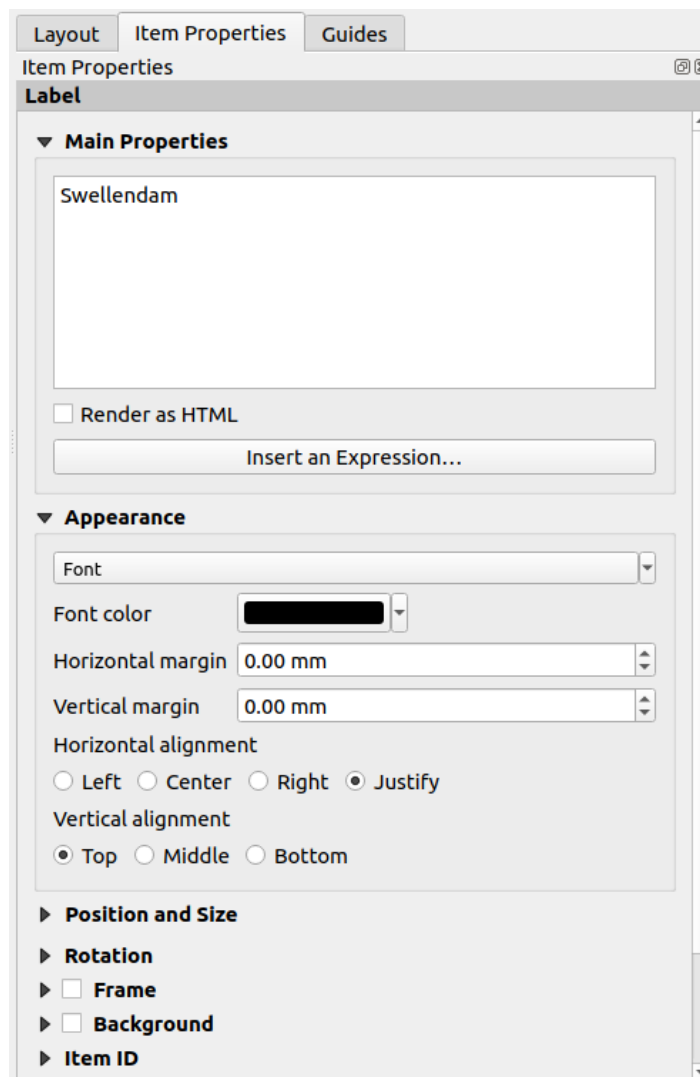 Layout Item Properties Guides
Item Properties
Label
Main Properties
Swellendam
Render as HTML
Insert an Expression...
Appearance
Font
Font color
Horizontal margin 0.00 mm
Vertical margin 0.00 mm
Horizontal alignment
Left Center Right Justify
Vertical alignment
Top Middle Bottom
Position and Size
Rotation
Frame
Background
Item ID